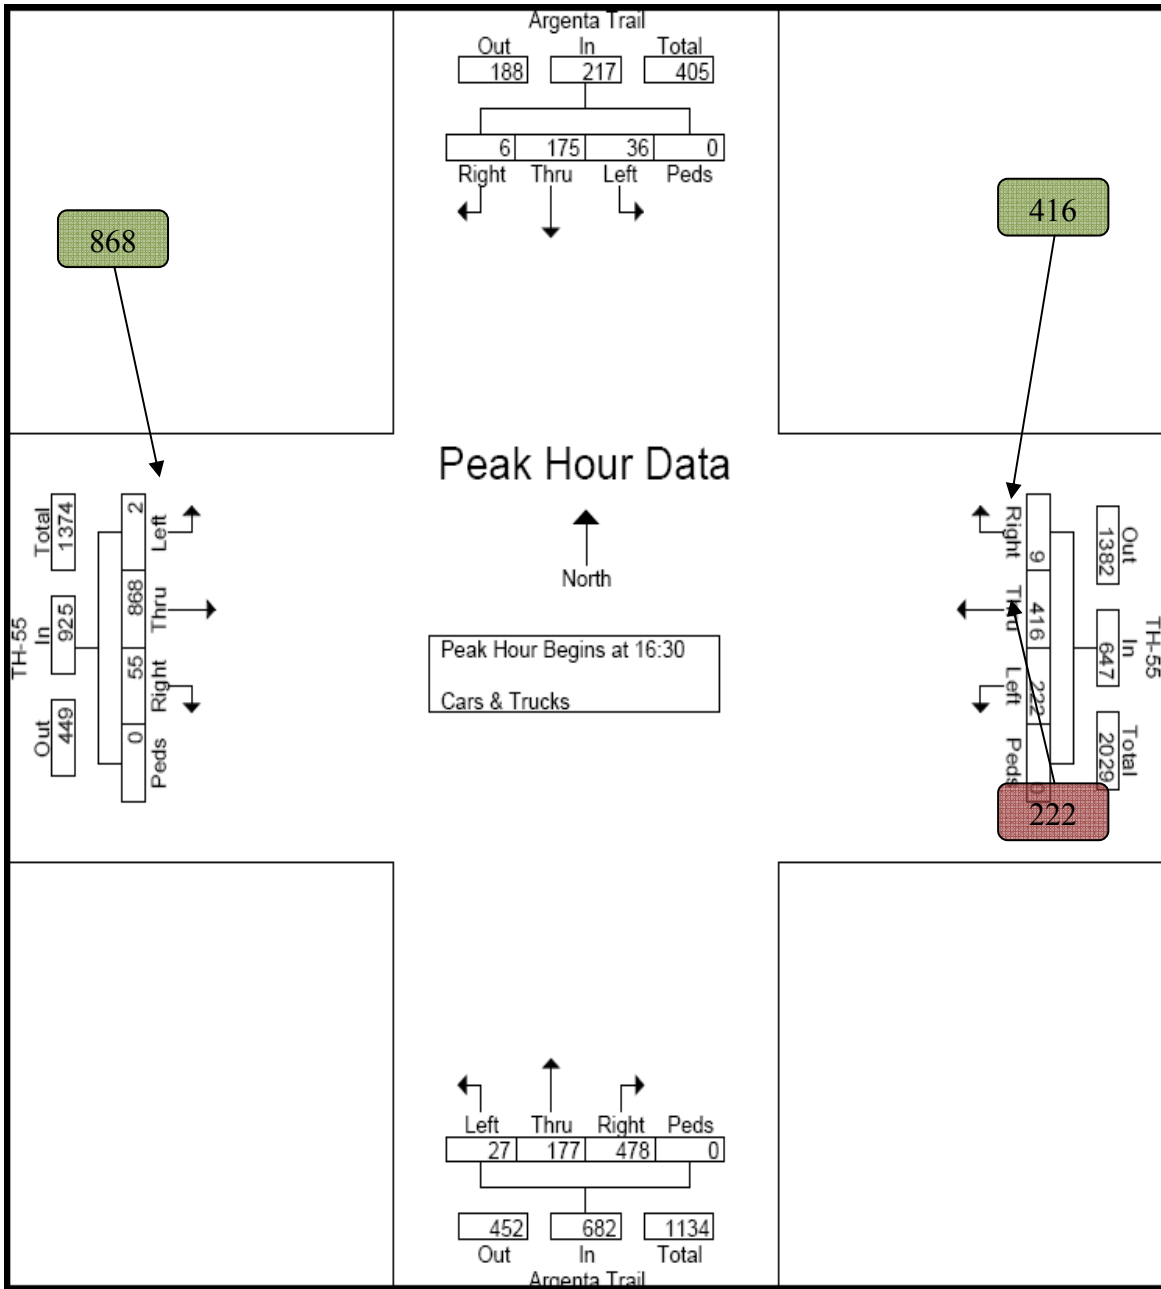 Argenta Trail
Out In Total
188 217 405
6 175 36 0
Right Thru Left Peds
868
416
Peak Hour Data
North
Peak Hour Begins at 16:30
Cars & Trucks
TH-55
Total In Out
1374 925 449
2 868 55 0
Left Thru Right Peds
Right Thru Left Peds
9 416 222 0
Out In Total
1382 647 2029
TH-55
222
Left Thru Right Peds
27 177 478 0
452 682 1134
Out In Total
Argenta Trail